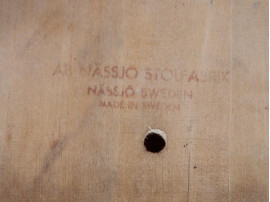 AB NÄSSJÖ STOLFABRIK
NÄSSJÖ SWEDEN
MADE IN SWEDEN